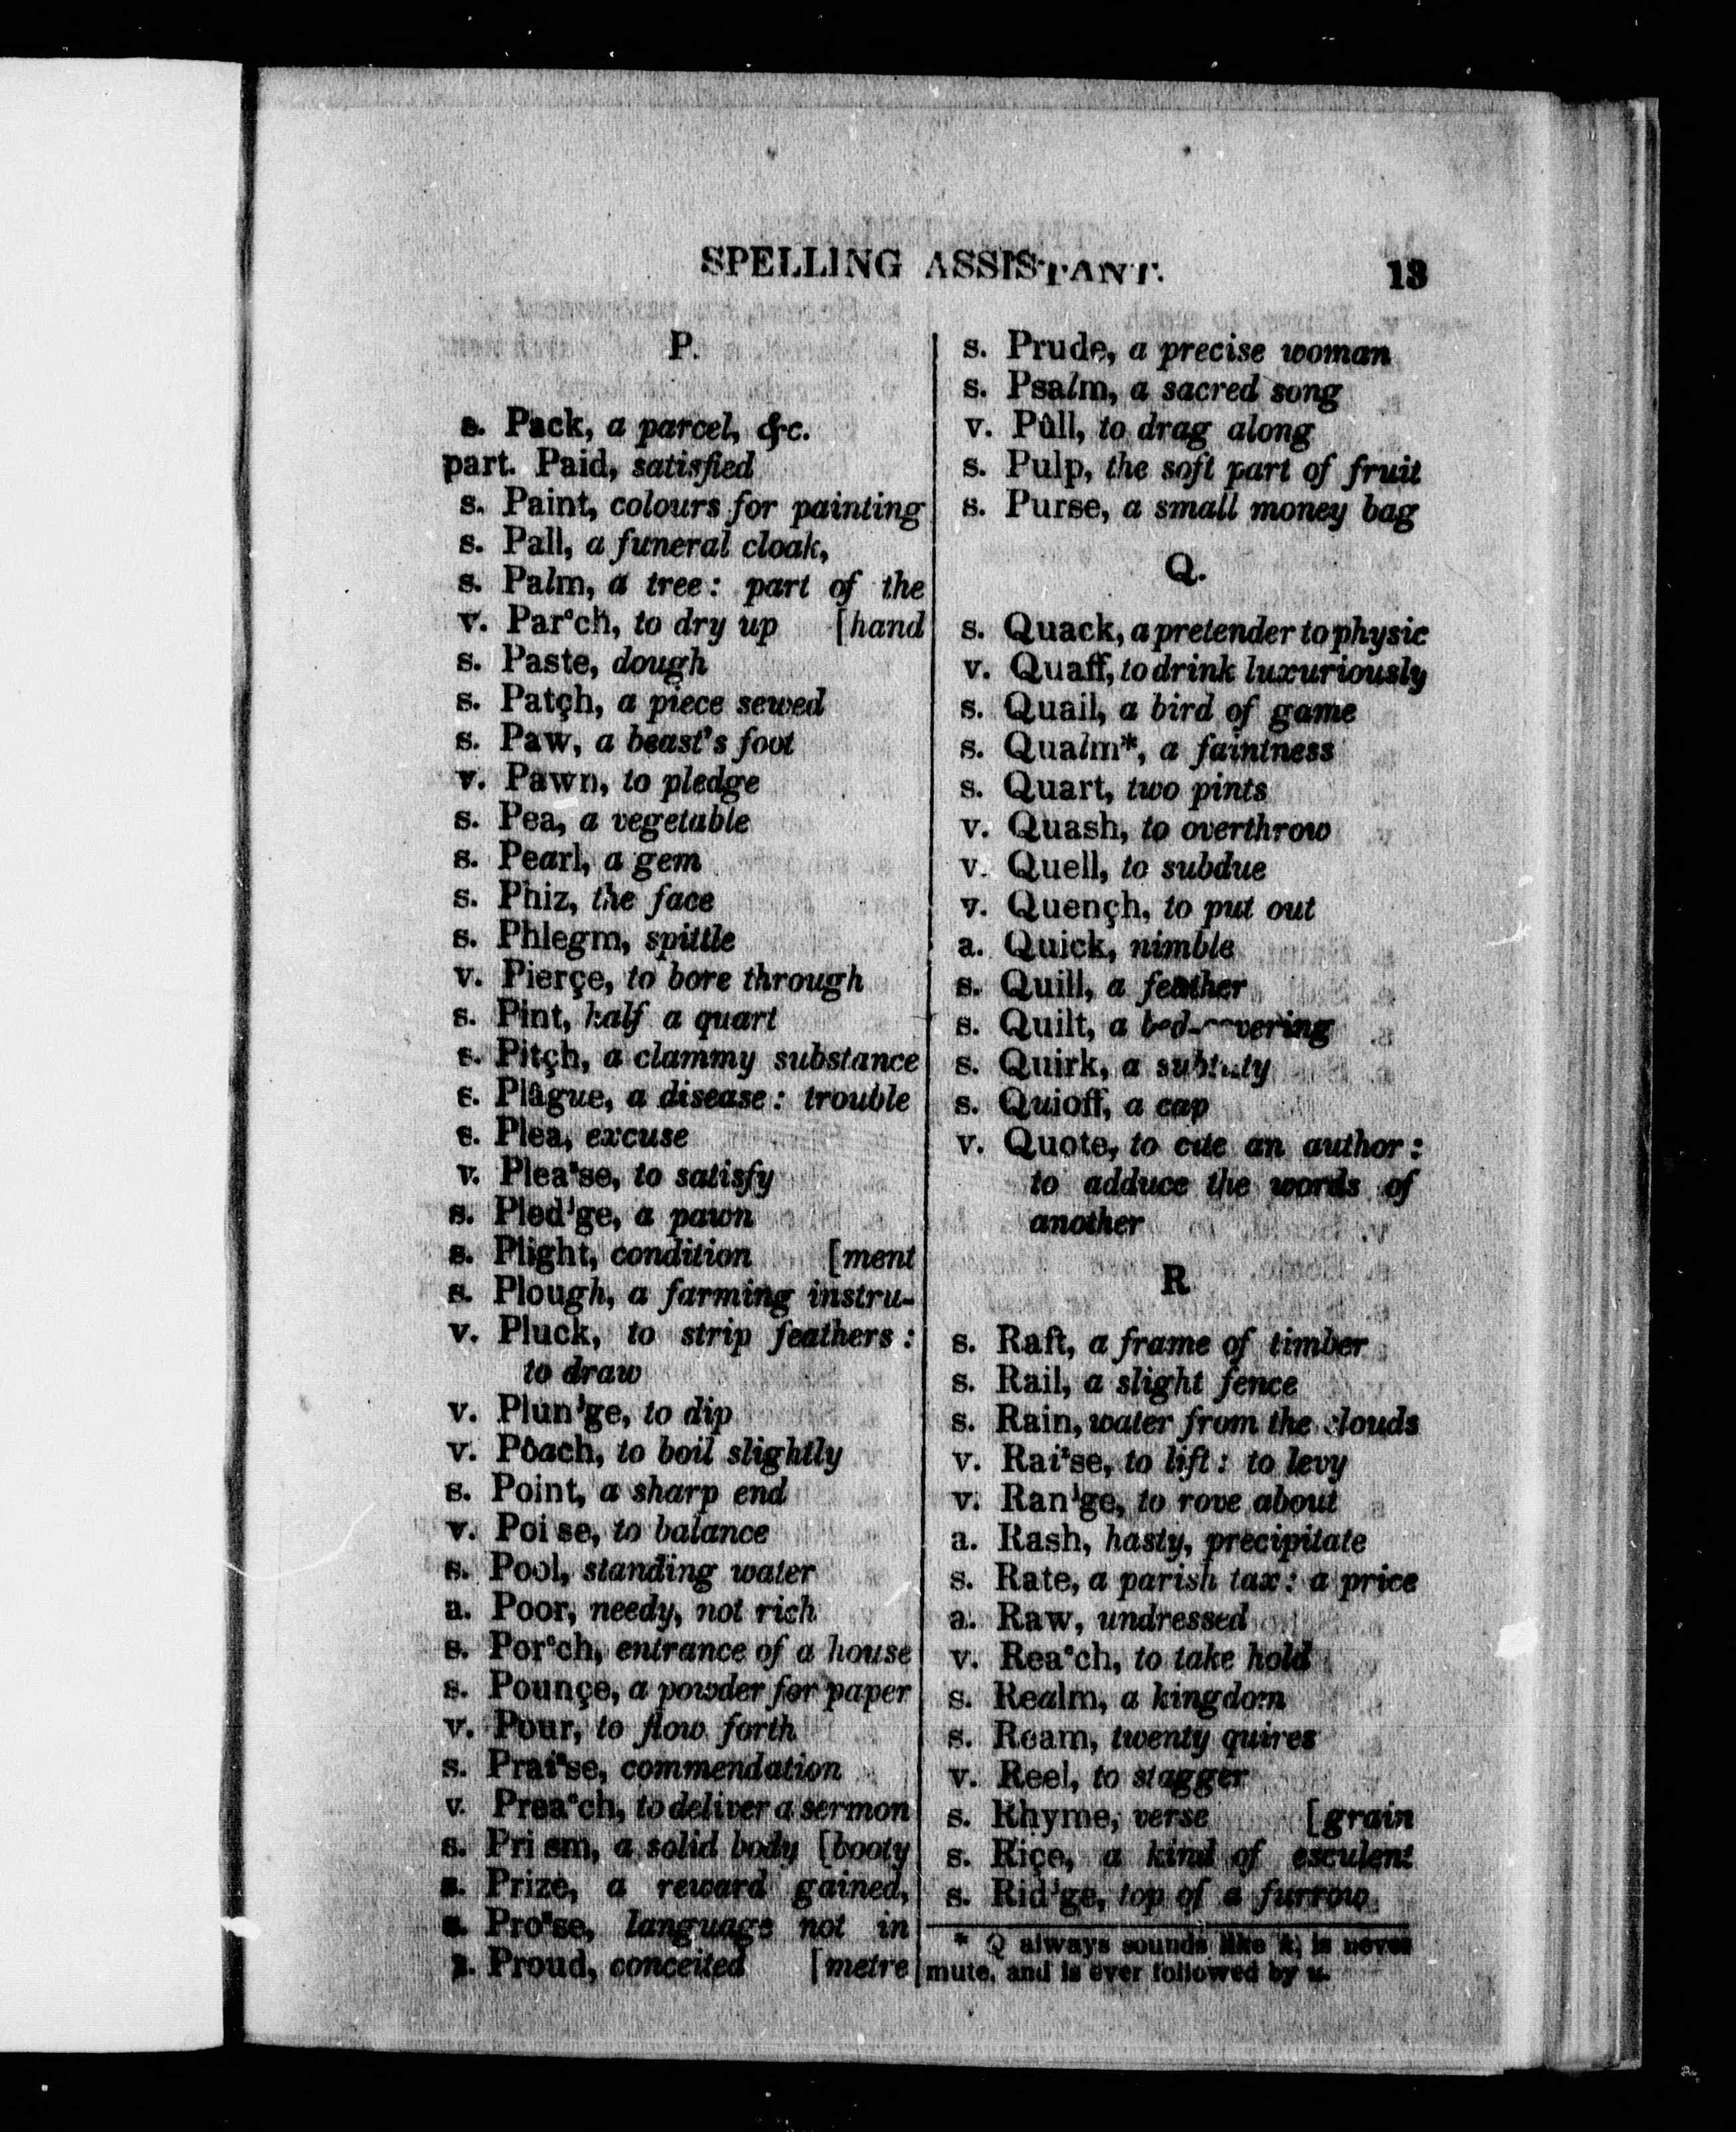 SPELLING ASSISTANT.
13
P.
s. Pack, a parcel, &c.
part. Paid, satisfied
s. Paint, colours for painting
s. Pall, a funeral cloak,
s. Palm, a tree: part of the
v. Par°ch, to dry up [hand
s. Paste, dough
s. Patçh, a piece sewed
s. Paw, a beast's foot
v. Pawn, to pledge
s. Pea, a vegetable
s. Pearl, a gem
s. Phiz, the face
s. Phlegm, spittle
v. Pierçe, to bore through
s. Pint, half a quart
s. Pitçh, a clammy substance
s. Plâgue, a disease: trouble
s. Plea, excuse
v. Plea*se, to satisfy
s. Pled'ge, a pawn
s. Plight, condition [ment
s. Plough, a farming instru-
v. Pluck, to strip feathers:
to draw
v. Plun'ge, to dip
v. Pôach, to boil slightly
s. Point, a sharp end
v. Poi se, to balance
s. Pool, standing water
a. Poor, needy, not rich
s. Por°ch, entrance of a house
s. Pounçe, a powder for paper
v. Pour, to flow forth
s. Prai*se, commendation
v. Prea°ch, to deliver a sermon
s. Pri sm, a solid body [booty
s. Prize, a reward gained,
s. Pro*se, language not in
a. Proud, conceited [metre
s. Prude, a precise woman
s. Psalm, a sacred song
v. Pûll, to drag along
s. Pulp, the soft part of fruit
s. Purse, a small money bag
Q.
s. Quack, a pretender to physic
v. Quaff, to drink luxuriously
s. Quail, a bird of game
s. Qualm*, a faintness
s. Quart, two pints
v. Quash, to overthrow
v. Quell, to subdue
v. Quençh, to put out
a. Quick, nimble
s. Quill, a feather
s. Quilt, a bed-covering
s. Quirk, a subtilty
s. Quioff, a cap
v. Quote, to cite an author:
to adduce the words of
another
R
s. Raft, a frame of timber
s. Rail, a slight fence
s. Rain, water from the clouds
v. Rai*se, to lift: to levy
v. Ran'ge, to rove about
a. Rash, hasty, precipitate
s. Rate, a parish tax: a price
a. Raw, undressed
v. Rea°ch, to take hold
s. Realm, a kingdom
s. Ream, twenty quires
v. Reel, to stagger
s. Rhyme, verse [grain
s. Riçe, a kind of esculent
s. Rid'ge, top of a furrow
* Q always sounds like k, is never
mute, and is ever followed by u.